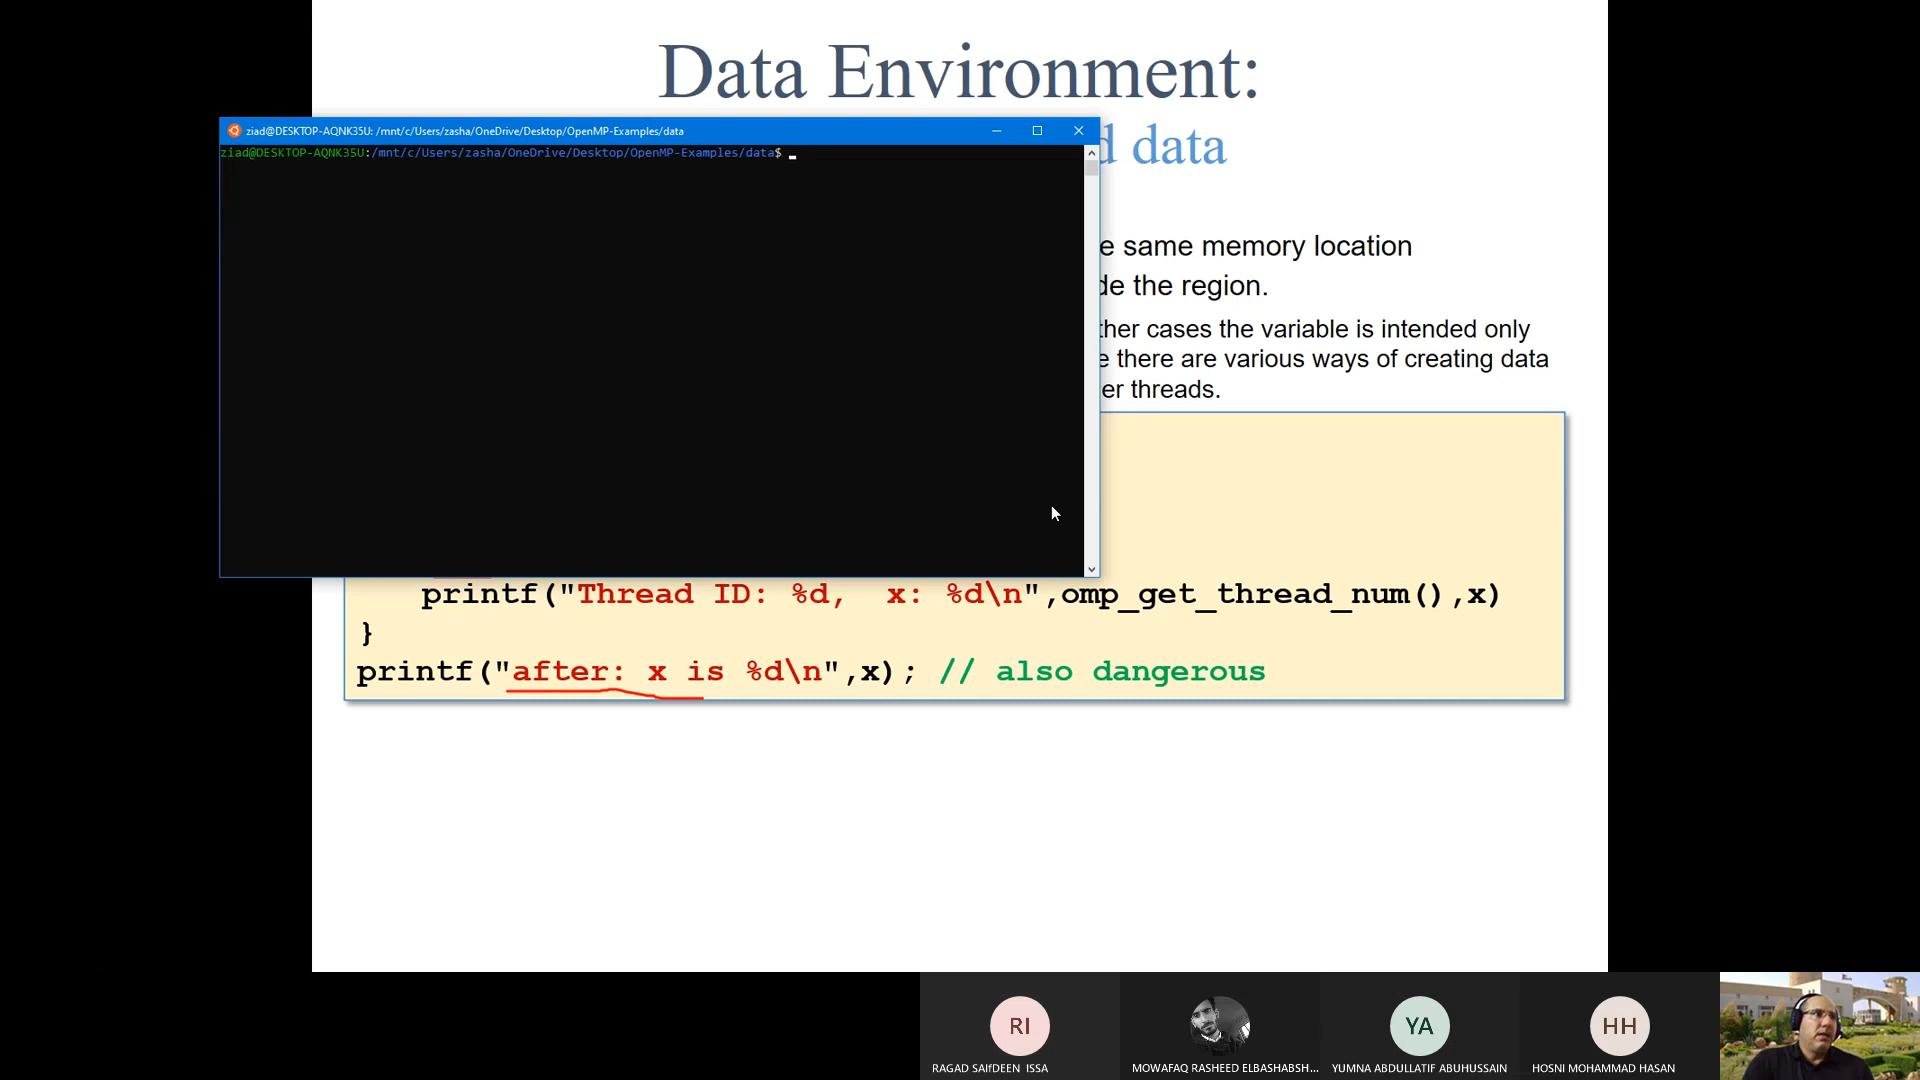 Data Environment:
ziad@DESKTOP-AQNK35U: /mnt/c/Users/zasha/OneDrive/Desktop/OpenMP-Examples/data
ziad@DESKTOP-AQNK35U:/mnt/c/Users/zasha/OneDrive/Desktop/OpenMP-Examples/data$
data
same memory location
the region.
cases the variable is intended only
there are various ways of creating data
threads.
printf("Thread ID: %d, x: %d\n",omp_get_thread_num(),x)
}
printf("after: x is %d\n",x); // also dangerous
RI
YA
HH
RAGAD SAIfDEEN ISSA
MOWAFAQ RASHEED ELBASHABSH...
YUMNA ABDULLATIF ABUHUSSAIN
HOSNI MOHAMMAD HASAN